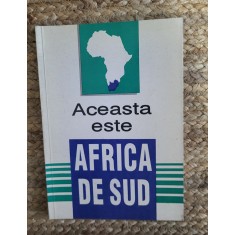 Aceasta
este
AFRICA
DE SUD